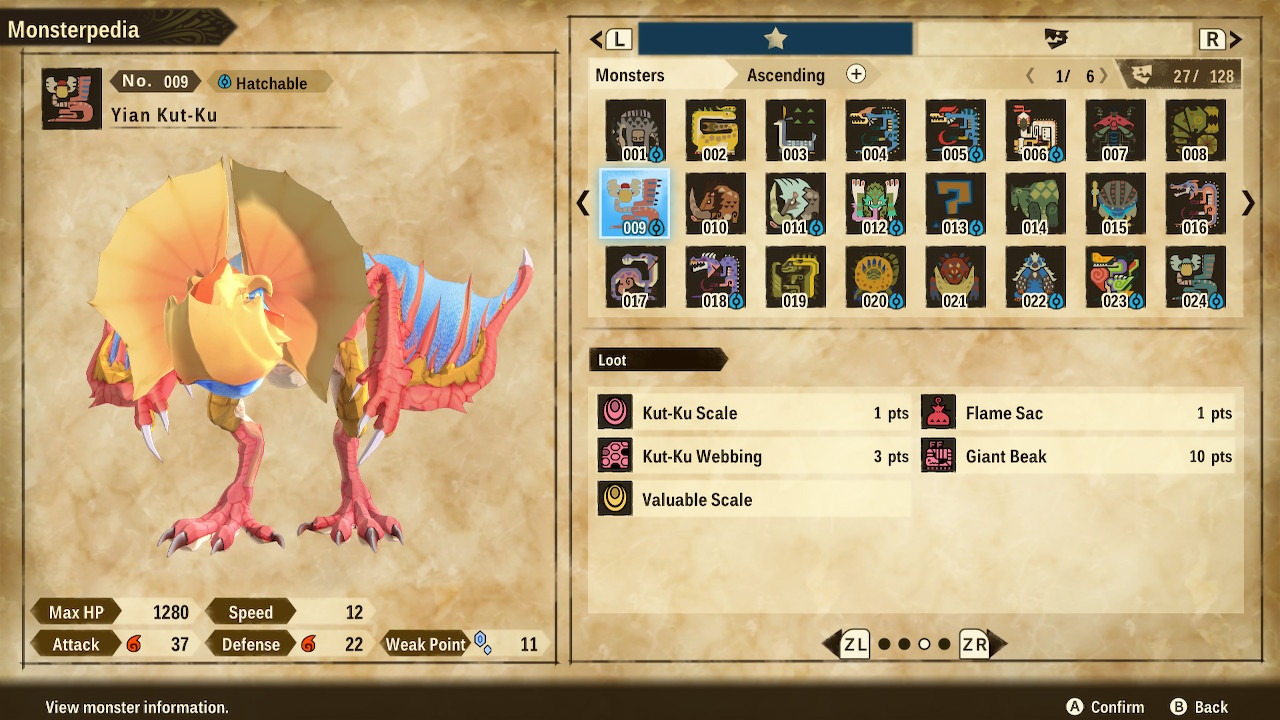 Monsterpedia
No. 009
Hatchable
Yian Kut-Ku
L
R
Monsters
Ascending
1/ 6
27/ 128
001 002 003 004 005 006 007 008
009 010 011 012 013 014 015 016
017 018 019 020 021 022 023 024
Loot
Kut-Ku Scale 1 pts
Flame Sac 1 pts
Kut-Ku Webbing 3 pts
Giant Beak 10 pts
Valuable Scale
Max HP 1280
Speed 12
Attack 37
Defense 22
Weak Point 11
ZL
ZR
View monster information.
A Confirm
B Back